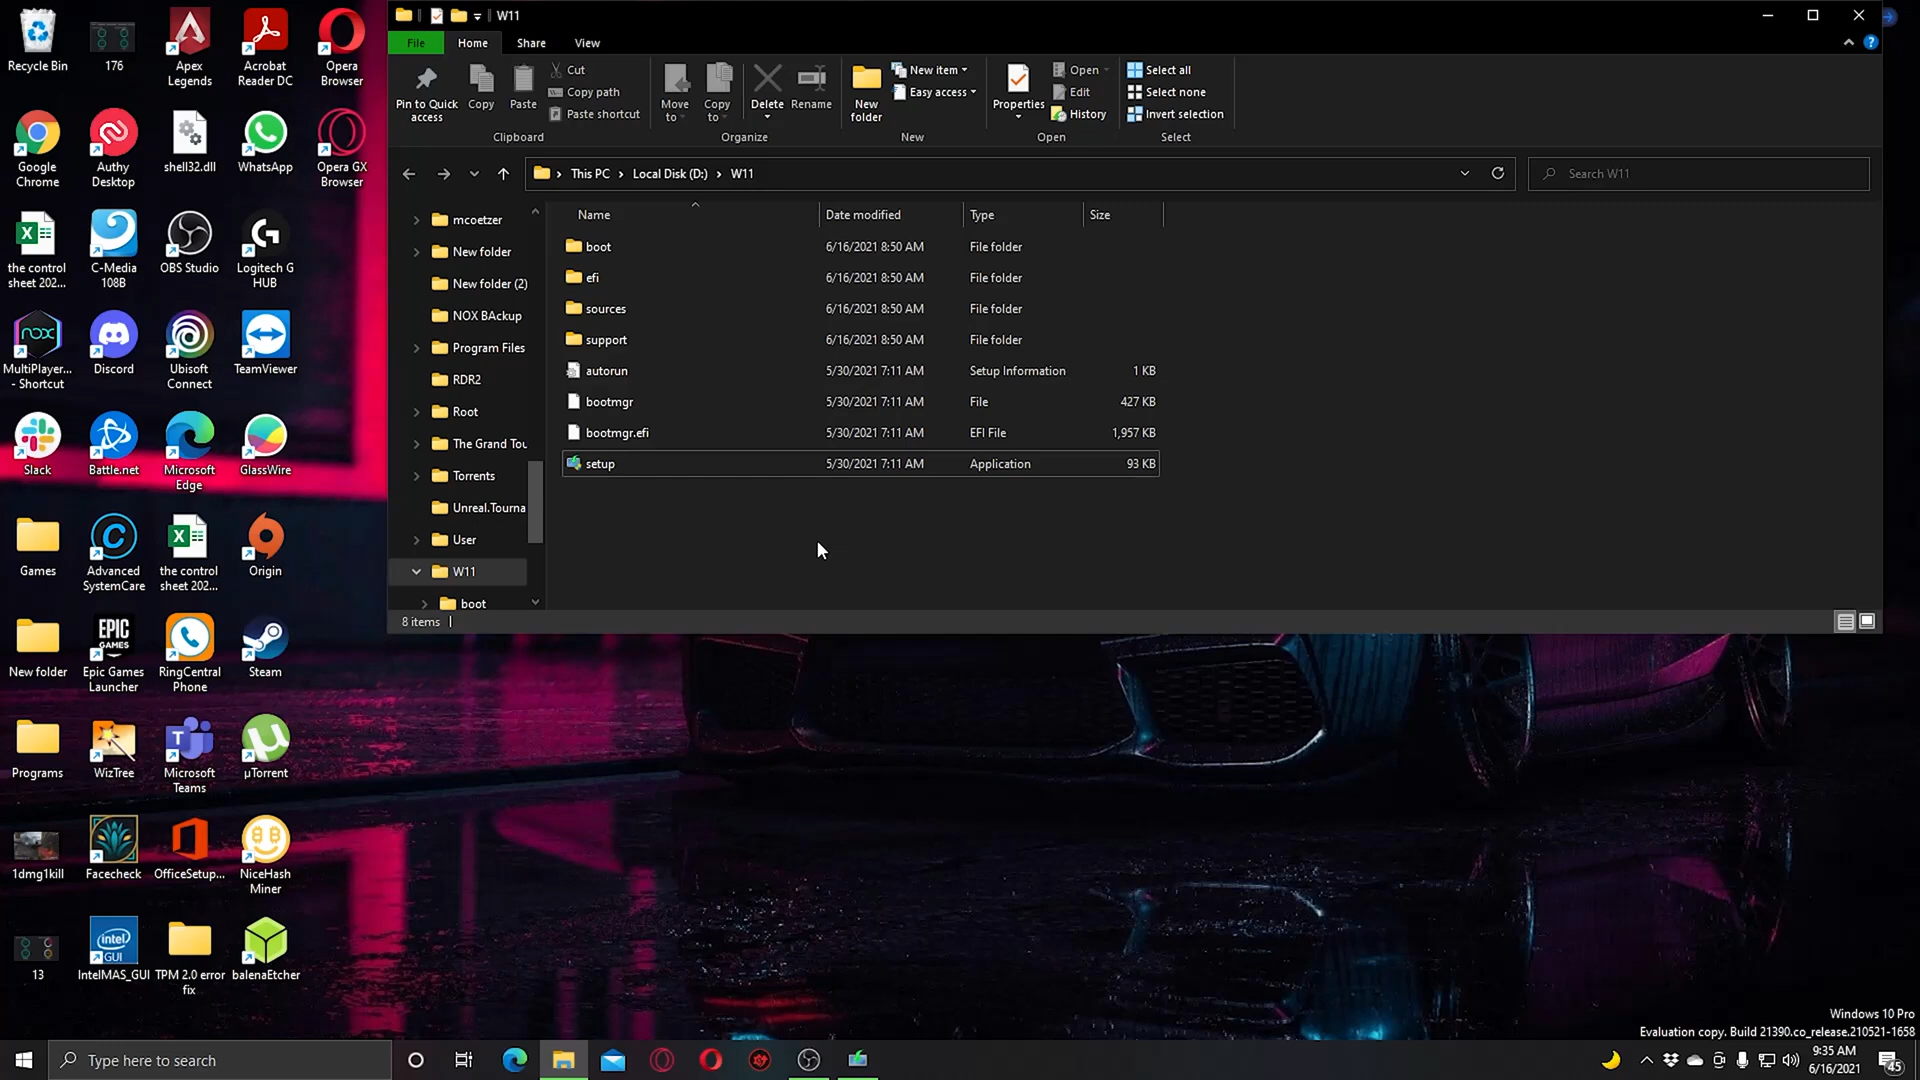 W11
File
Home
Share
View
Pin to Quick access
Copy
Paste
Cut
Copy path
Paste shortcut
Clipboard
Move to
Copy to
Delete
Rename
Organize
New folder
New item
Easy access
New
Properties
Open
Edit
History
Open
Select all
Select none
Invert selection
Select
This PC
Local Disk (D:)
W11
Search W11
mcoetzer
New folder
New folder (2)
NOX BAckup
Program Files
RDR2
Root
The Grand Tou
Torrents
Unreal.Tourna
User
W11
boot
Name Date modified Type Size
boot 6/16/2021 8:50 AM File folder
efi 6/16/2021 8:50 AM File folder
sources 6/16/2021 8:50 AM File folder
support 6/16/2021 8:50 AM File folder
autorun 5/30/2021 7:11 AM Setup Information 1 KB
bootmgr 5/30/2021 7:11 AM File 427 KB
bootmgr.efi 5/30/2021 7:11 AM EFI File 1,957 KB
setup 5/30/2021 7:11 AM Application 93 KB
8 items
Recycle Bin
176
Apex Legends
Acrobat Reader DC
Opera Browser
Google Chrome
Authy Desktop
shell32.dll
WhatsApp
Opera GX Browser
the control sheet 202...
C-Media 108B
OBS Studio
Logitech G HUB
nox
MultiPlayer... - Shortcut
Discord
Ubisoft Connect
TeamViewer
Slack
Battle.net
Microsoft Edge
GlassWire
Games
Advanced SystemCare
the control sheet 202...
Origin
New folder
EPIC GAMES
Epic Games Launcher
RingCentral Phone
Steam
Programs
WizTree
Microsoft Teams
µTorrent
1dmg1kill
Facecheck
OfficeSetup...
NiceHash Miner
13
intel GUI
IntelMAS_GUI
TPM 2.0 error fix
balenaEtcher
Windows 10 Pro
Evaluation copy. Build 21390.co_release.210521-1658
Type here to search
9:35 AM
6/16/2021
45